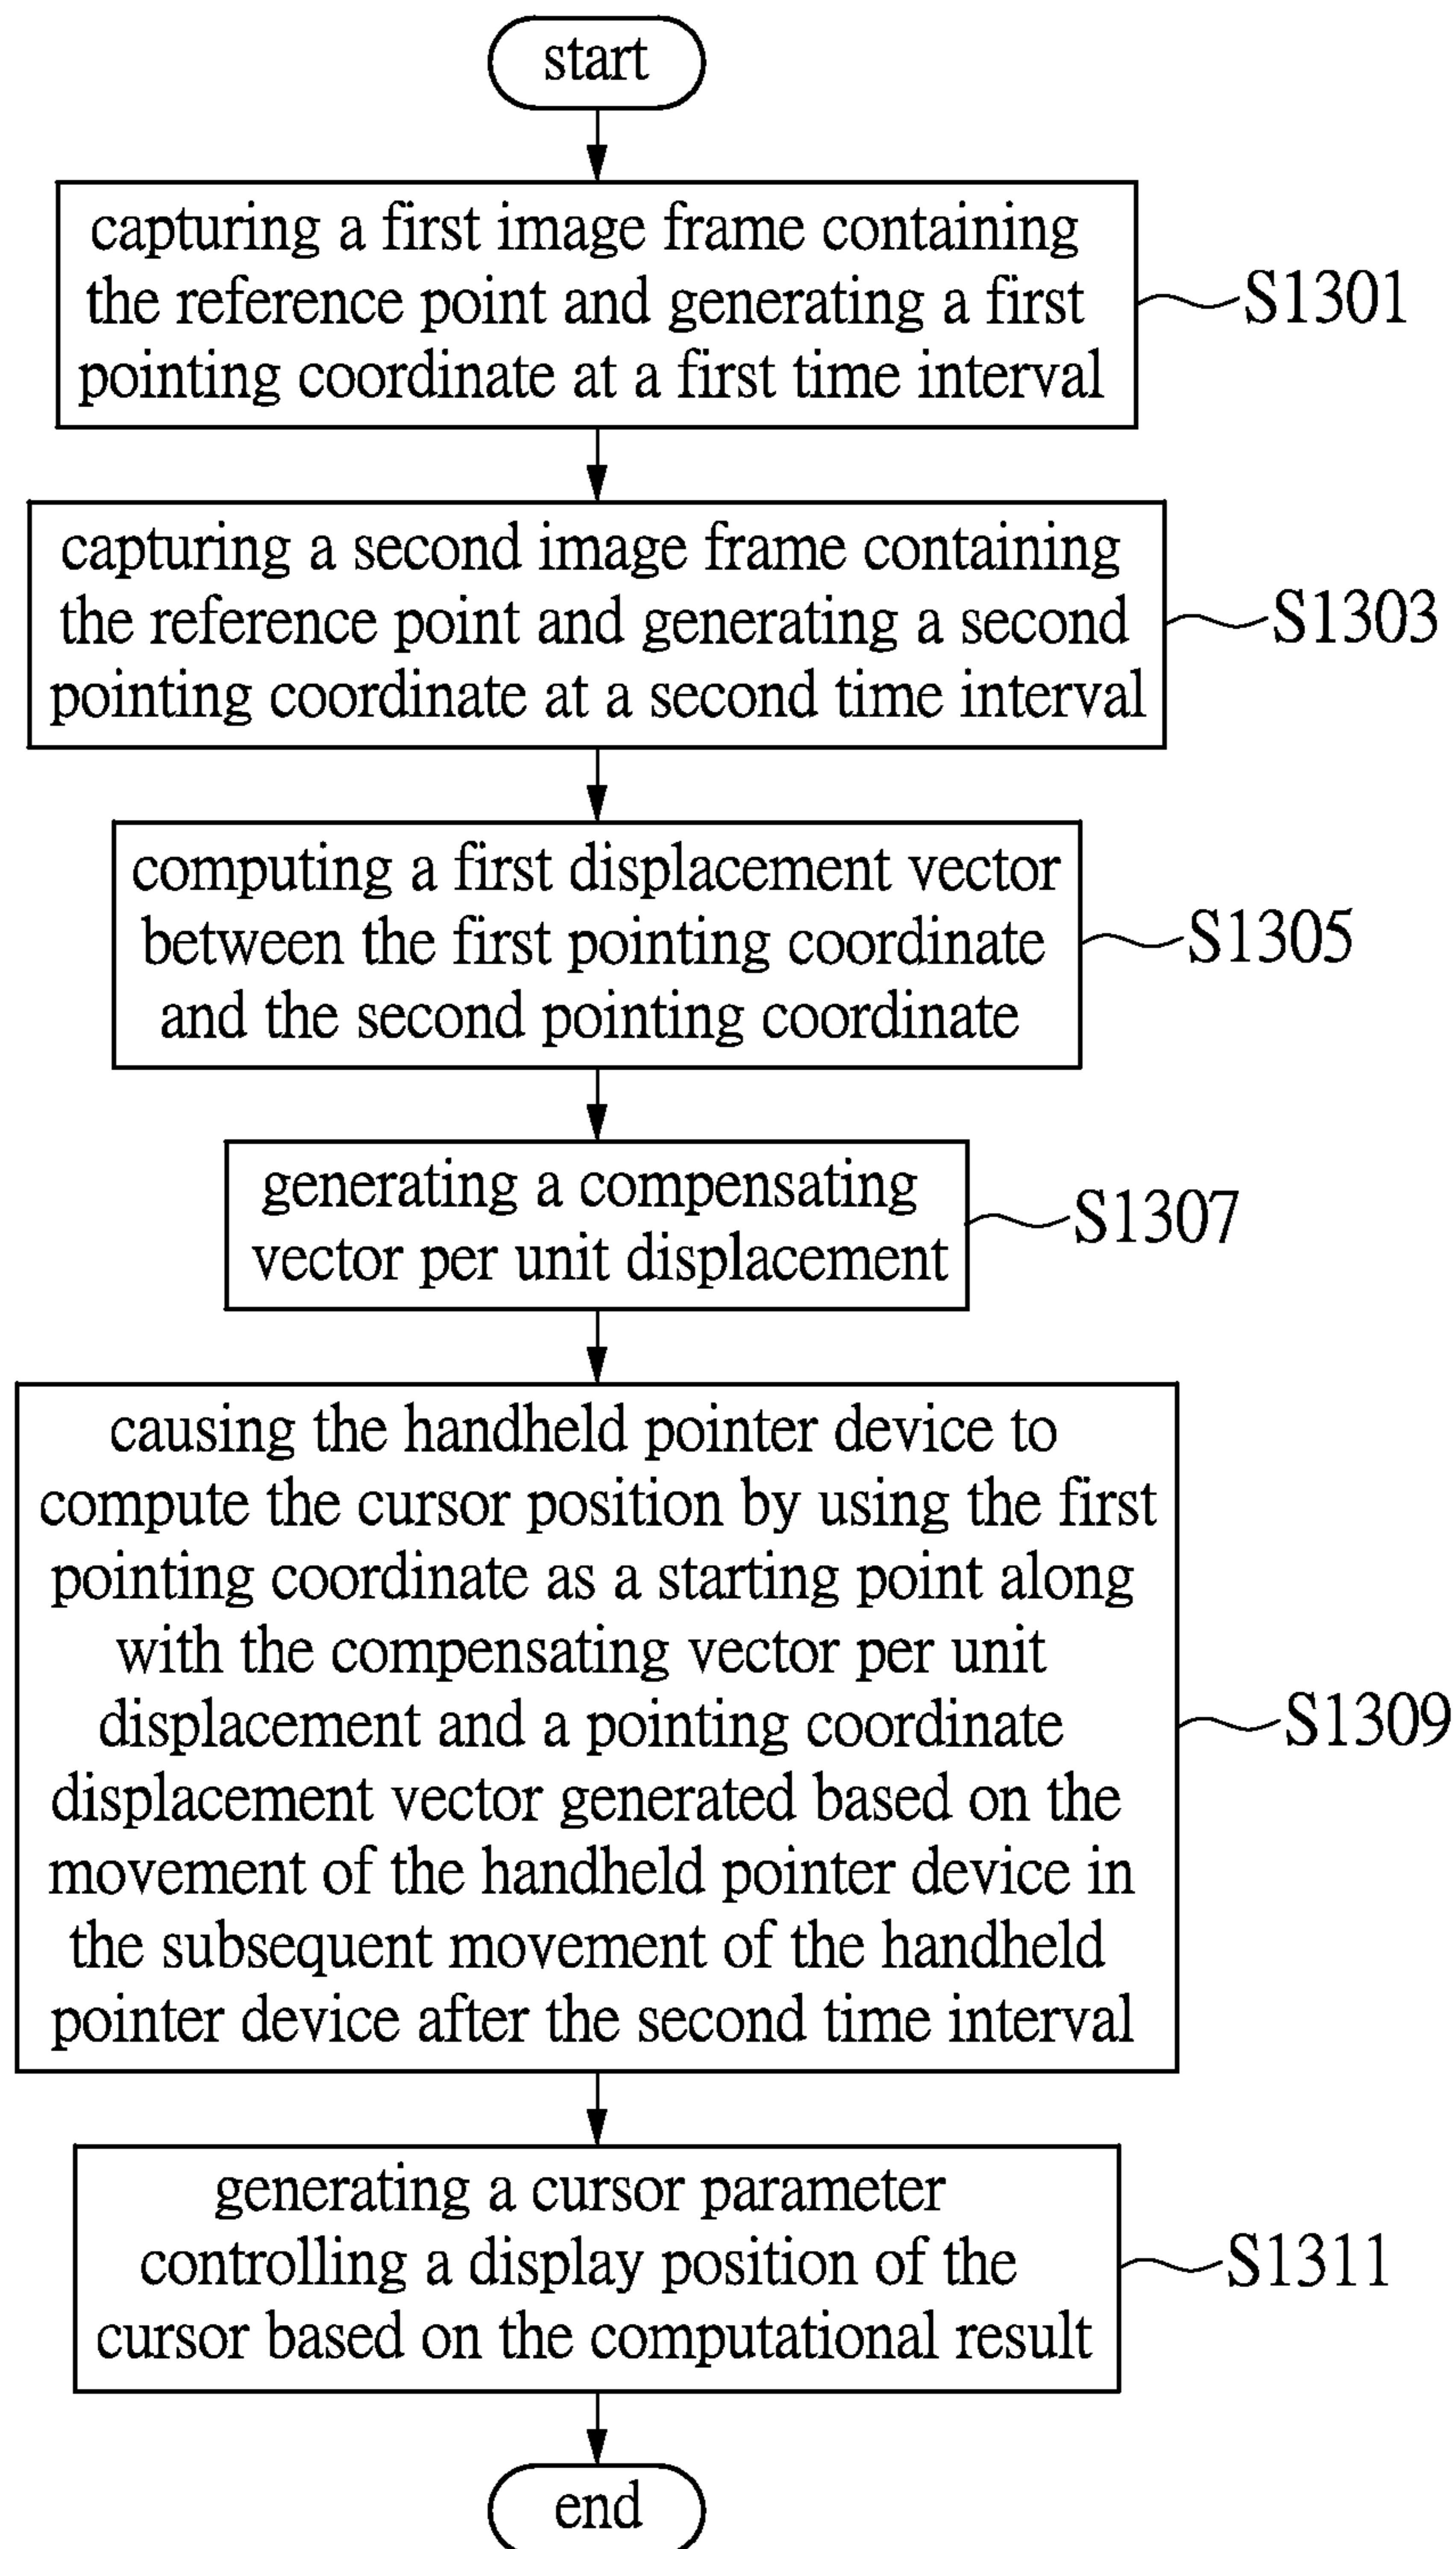 start
capturing a first image frame containing
the reference point and generating a first
pointing coordinate at a first time interval
S1301
capturing a second image frame containing
the reference point and generating a second
pointing coordinate at a second time interval
S1303
computing a first displacement vector
between the first pointing coordinate
and the second pointing coordinate
S1305
generating a compensating
vector per unit displacement
S1307
causing the handheld pointer device to
compute the cursor position by using the first
pointing coordinate as a starting point along
with the compensating vector per unit
displacement and a pointing coordinate
displacement vector generated based on the
movement of the handheld pointer device in
the subsequent movement of the handheld
pointer device after the second time interval
S1309
generating a cursor parameter
controlling a display position of the
cursor based on the computational result
S1311
end